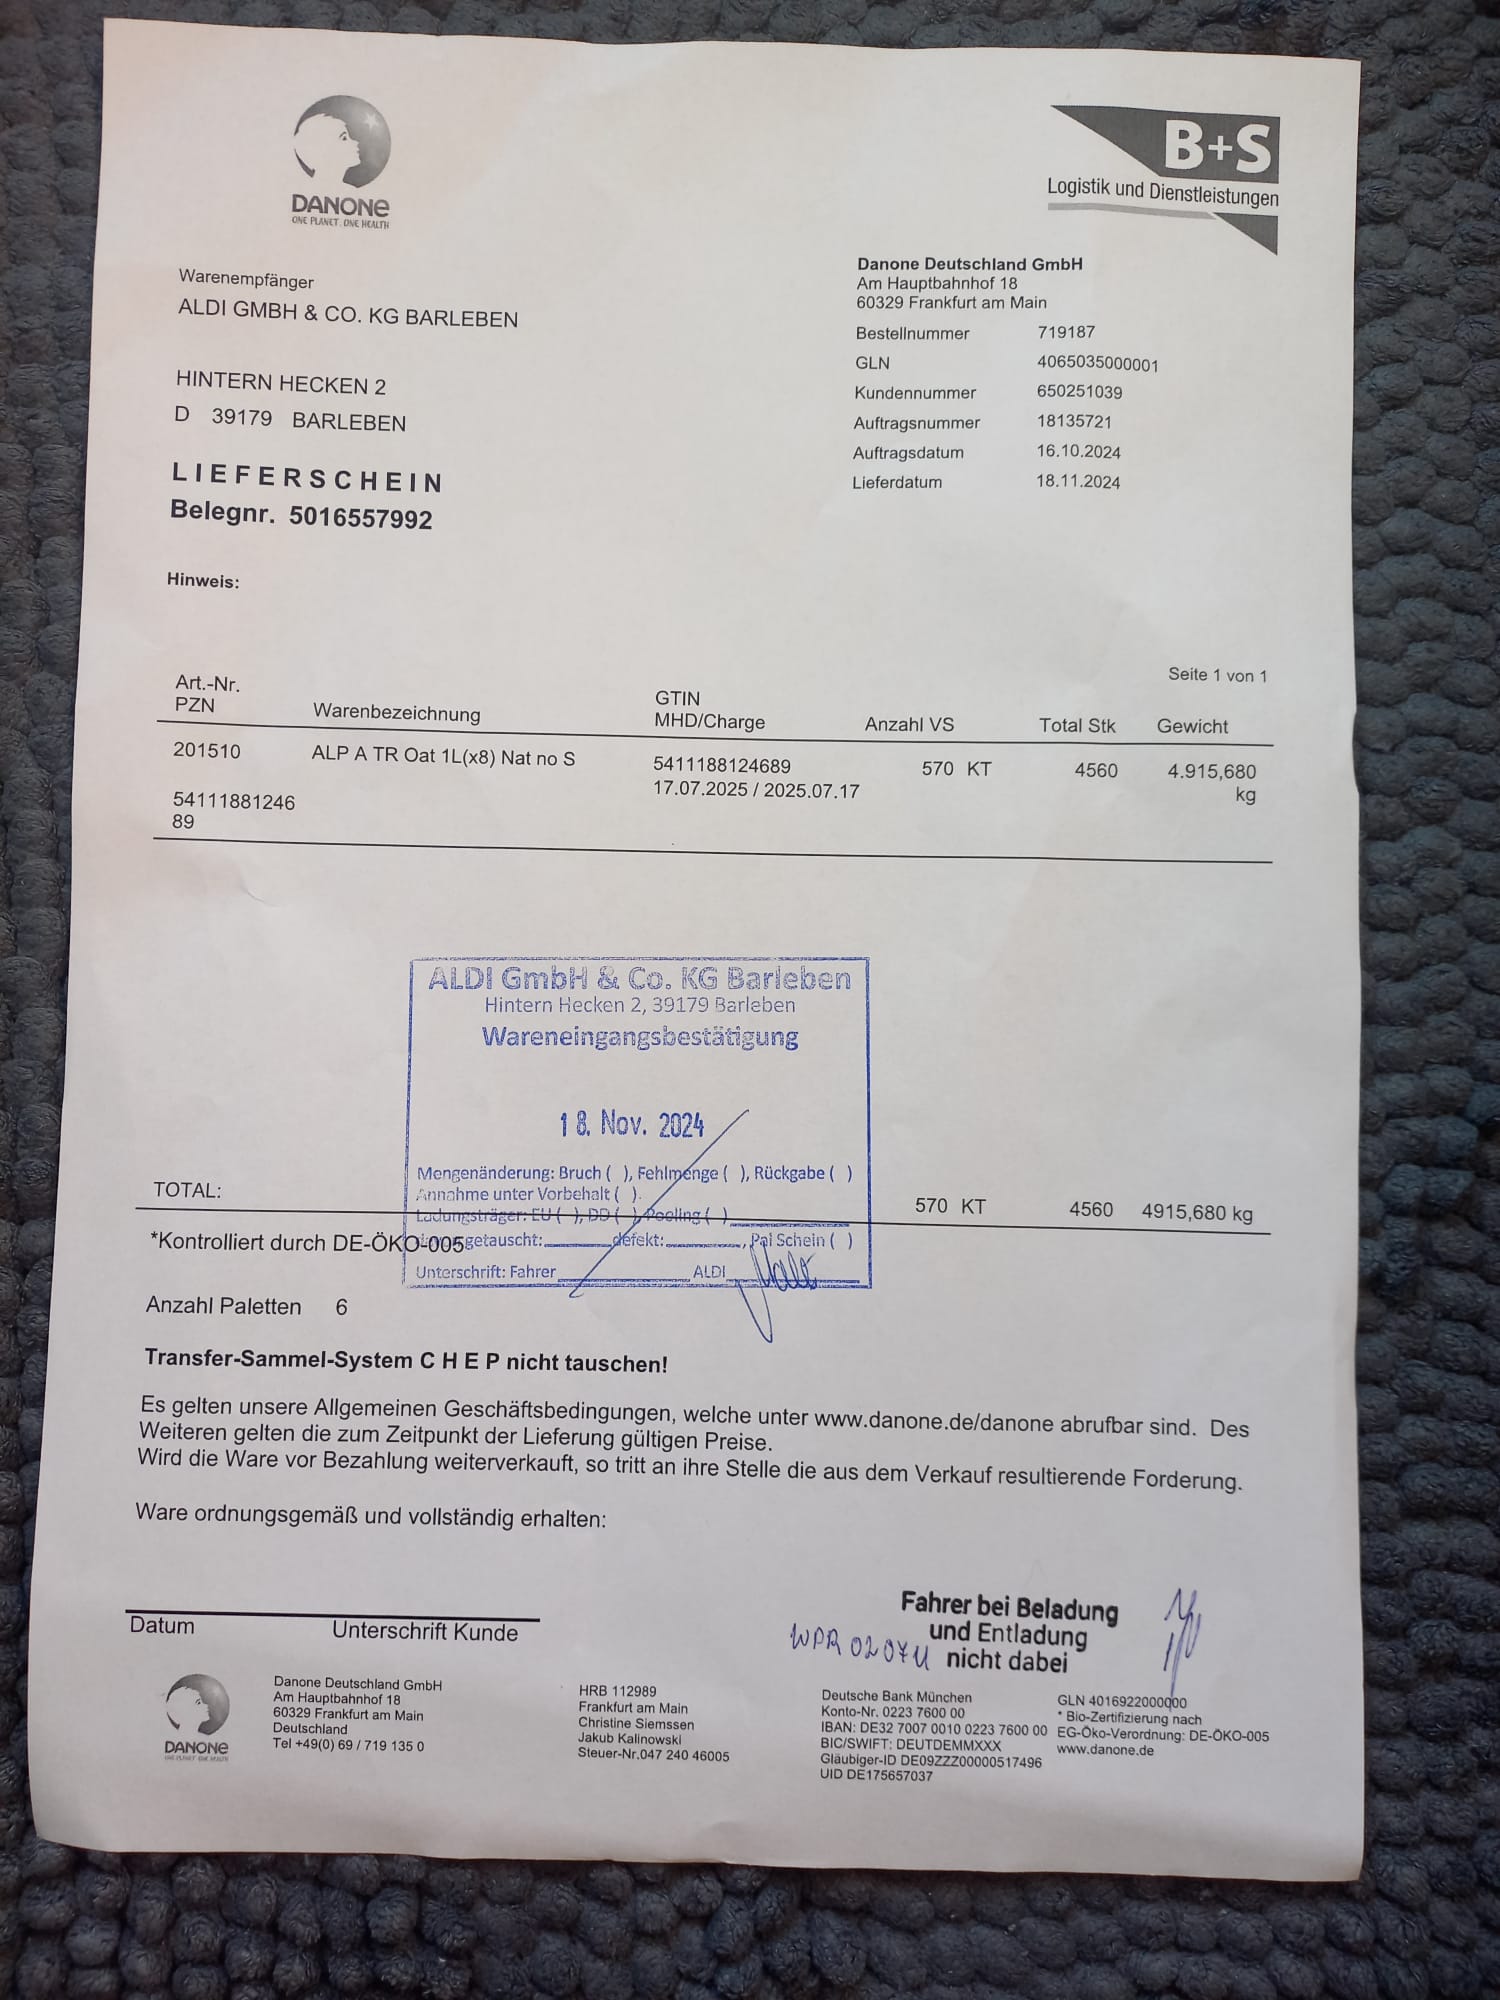 DANONE
ONE PLANET. ONE HEALTH
B+S
Logistik und Dienstleistungen
Warenempfänger
ALDI GMBH & CO. KG BARLEBEN
HINTERN HECKEN 2
D 39179 BARLEBEN
LIEFERSCHEIN
Belegnr. 5016557992
Hinweis:
Danone Deutschland GmbH
Am Hauptbahnhof 18
60329 Frankfurt am Main
Bestellnummer 719187
GLN 4065035000001
Kundennummer 650251039
Auftragsnummer 18135721
Auftragsdatum 16.10.2024
Lieferdatum 18.11.2024
Seite 1 von 1
Art.-Nr.
PZN Warenbezeichnung GTIN
MHD/Charge Anzahl VS Total Stk Gewicht
201510 ALP A TR Oat 1L(x8) Nat no S 5411188124689 570 KT 4560 4.915,680
17.07.2025 / 2025.07.17 kg
54111881246
89
ALDI GmbH & Co. KG Barleben
Hintern Hecken 2, 39179 Barleben
Wareneingangsbestätigung
18. Nov. 2024
Mengenänderung: Bruch ( ), Fehlmenge ( ), Rückgabe ( )
Annahme unter Vorbehalt ( ).
Ladungsträger: EU ( ), DD ( ), Pooling ( )
getauscht: defekt: , Pal Schein ( )
Unterschrift: Fahrer ALDI
TOTAL: 570 KT 4560 4915,680 kg
*Kontrolliert durch DE-ÖKO-005
Anzahl Paletten 6
Transfer-Sammel-System C H E P nicht tauschen!
Es gelten unsere Allgemeinen Geschäftsbedingungen, welche unter www.danone.de/danone abrufbar sind. Des
Weiteren gelten die zum Zeitpunkt der Lieferung gültigen Preise.
Wird die Ware vor Bezahlung weiterverkauft, so tritt an ihre Stelle die aus dem Verkauf resultierende Forderung.
Ware ordnungsgemäß und vollständig erhalten:
Datum Unterschrift Kunde
Fahrer bei Beladung
und Entladung
nicht dabei
DANONE
ONE PLANET. ONE HEALTH
Danone Deutschland GmbH
Am Hauptbahnhof 18
60329 Frankfurt am Main
Deutschland
Tel +49(0) 69 / 719 135 0
HRB 112989
Frankfurt am Main
Christine Siemssen
Jakub Kalinowski
Steuer-Nr.047 240 46005
Deutsche Bank München
Konto-Nr. 0223 7600 00
IBAN: DE32 7007 0010 0223 7600 00
BIC/SWIFT: DEUTDEMMXXX
Gläubiger-ID DE09ZZZ00000517496
UID DE175657037
GLN 4016922000000
* Bio-Zertifizierung nach
EG-Öko-Verordnung: DE-ÖKO-005
www.danone.de